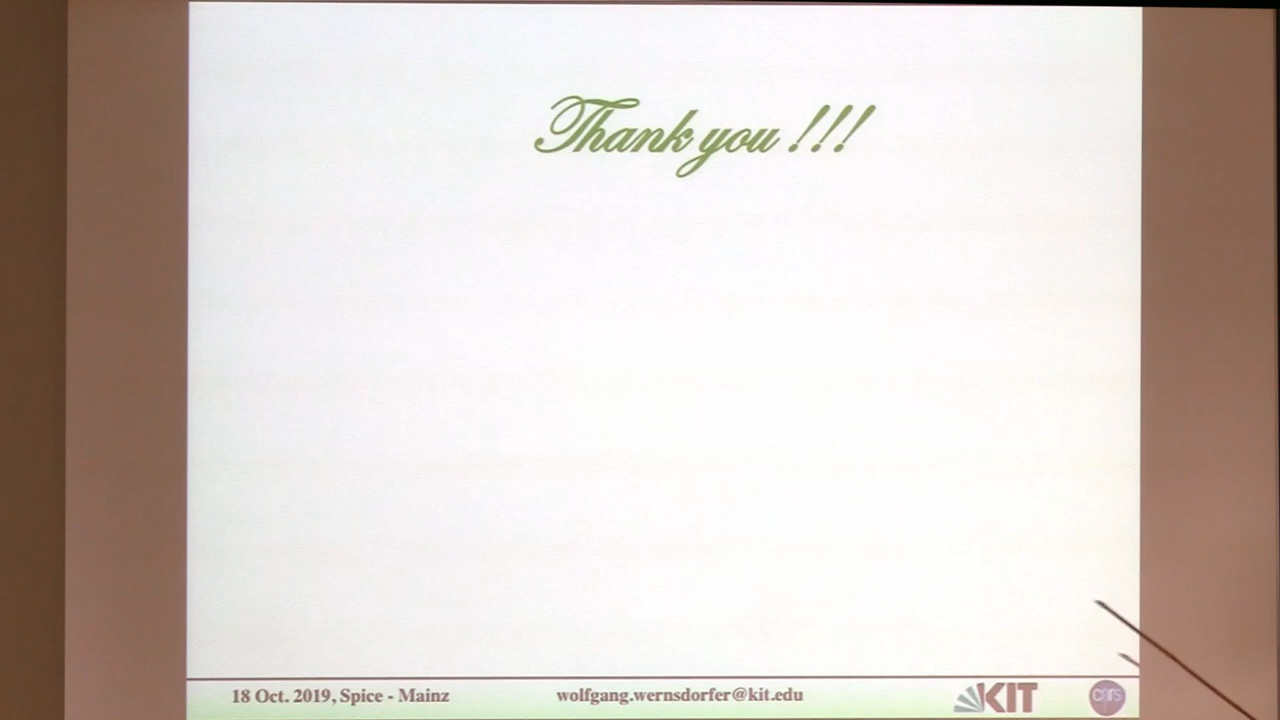 Thank you !!!
18 Oct. 2019, Spice - Mainz
wolfgang.wernsdorfer@kit.edu
KIT
cnrs